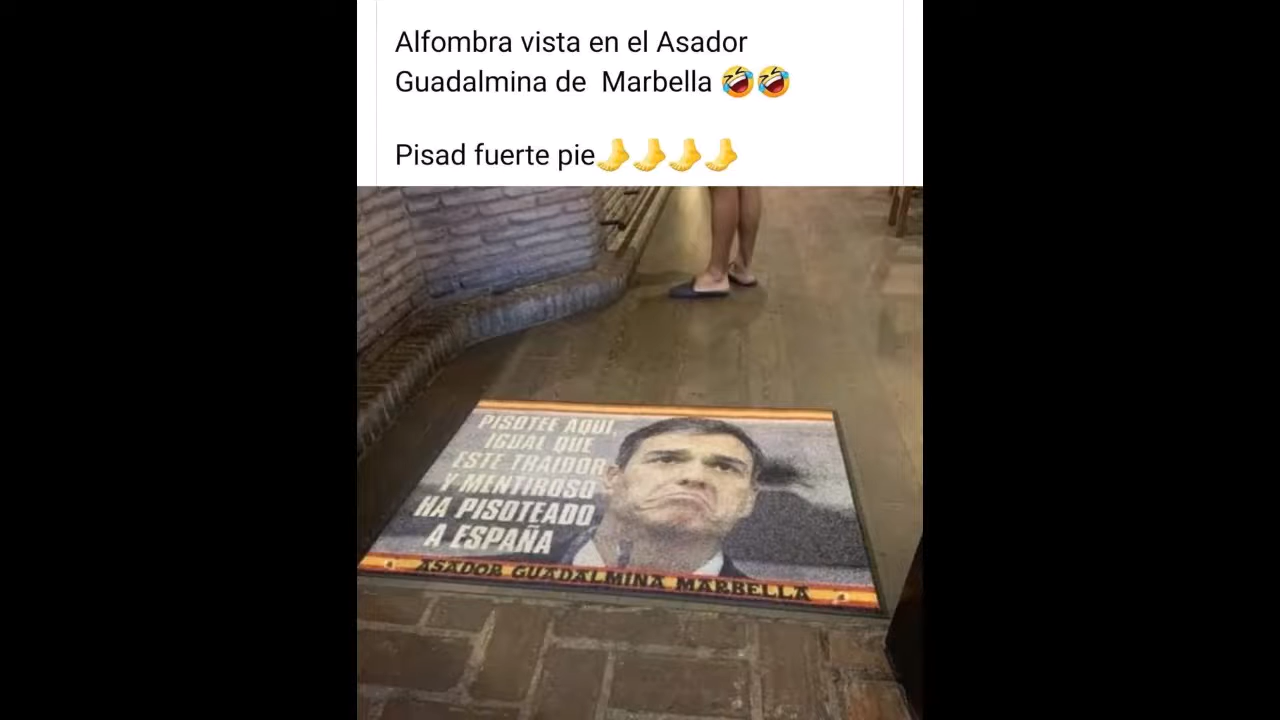 Alfombra vista en el Asador
Guadalmina de Marbella 🤣🤣
Pisad fuerte pie🦶🦶🦶🦶
PISOTEE AQUI,
IGUAL QUE
ESTE TRAIDOR
Y MENTIROSO
HA PISOTEADO
A ESPAÑA
ASADOR GUADALMINA MARBELLA